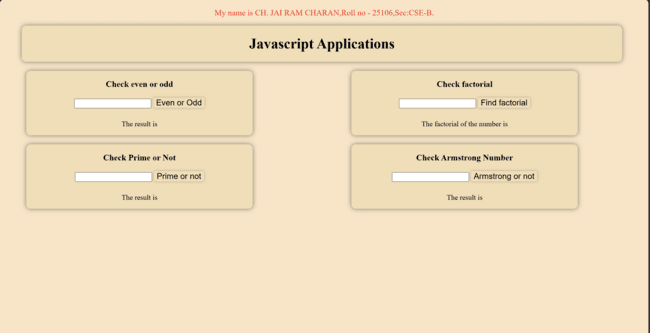 My name is CH. JAI RAM CHARAN,Roll no - 25106,Sec:CSE-B.
Javascript Applications
Check even or odd
Even or Odd
The result is
Check factorial
Find factorial
The factorial of the number is
Check Prime or Not
Prime or not
The result is
Check Armstrong Number
Armstrong or not
The result is